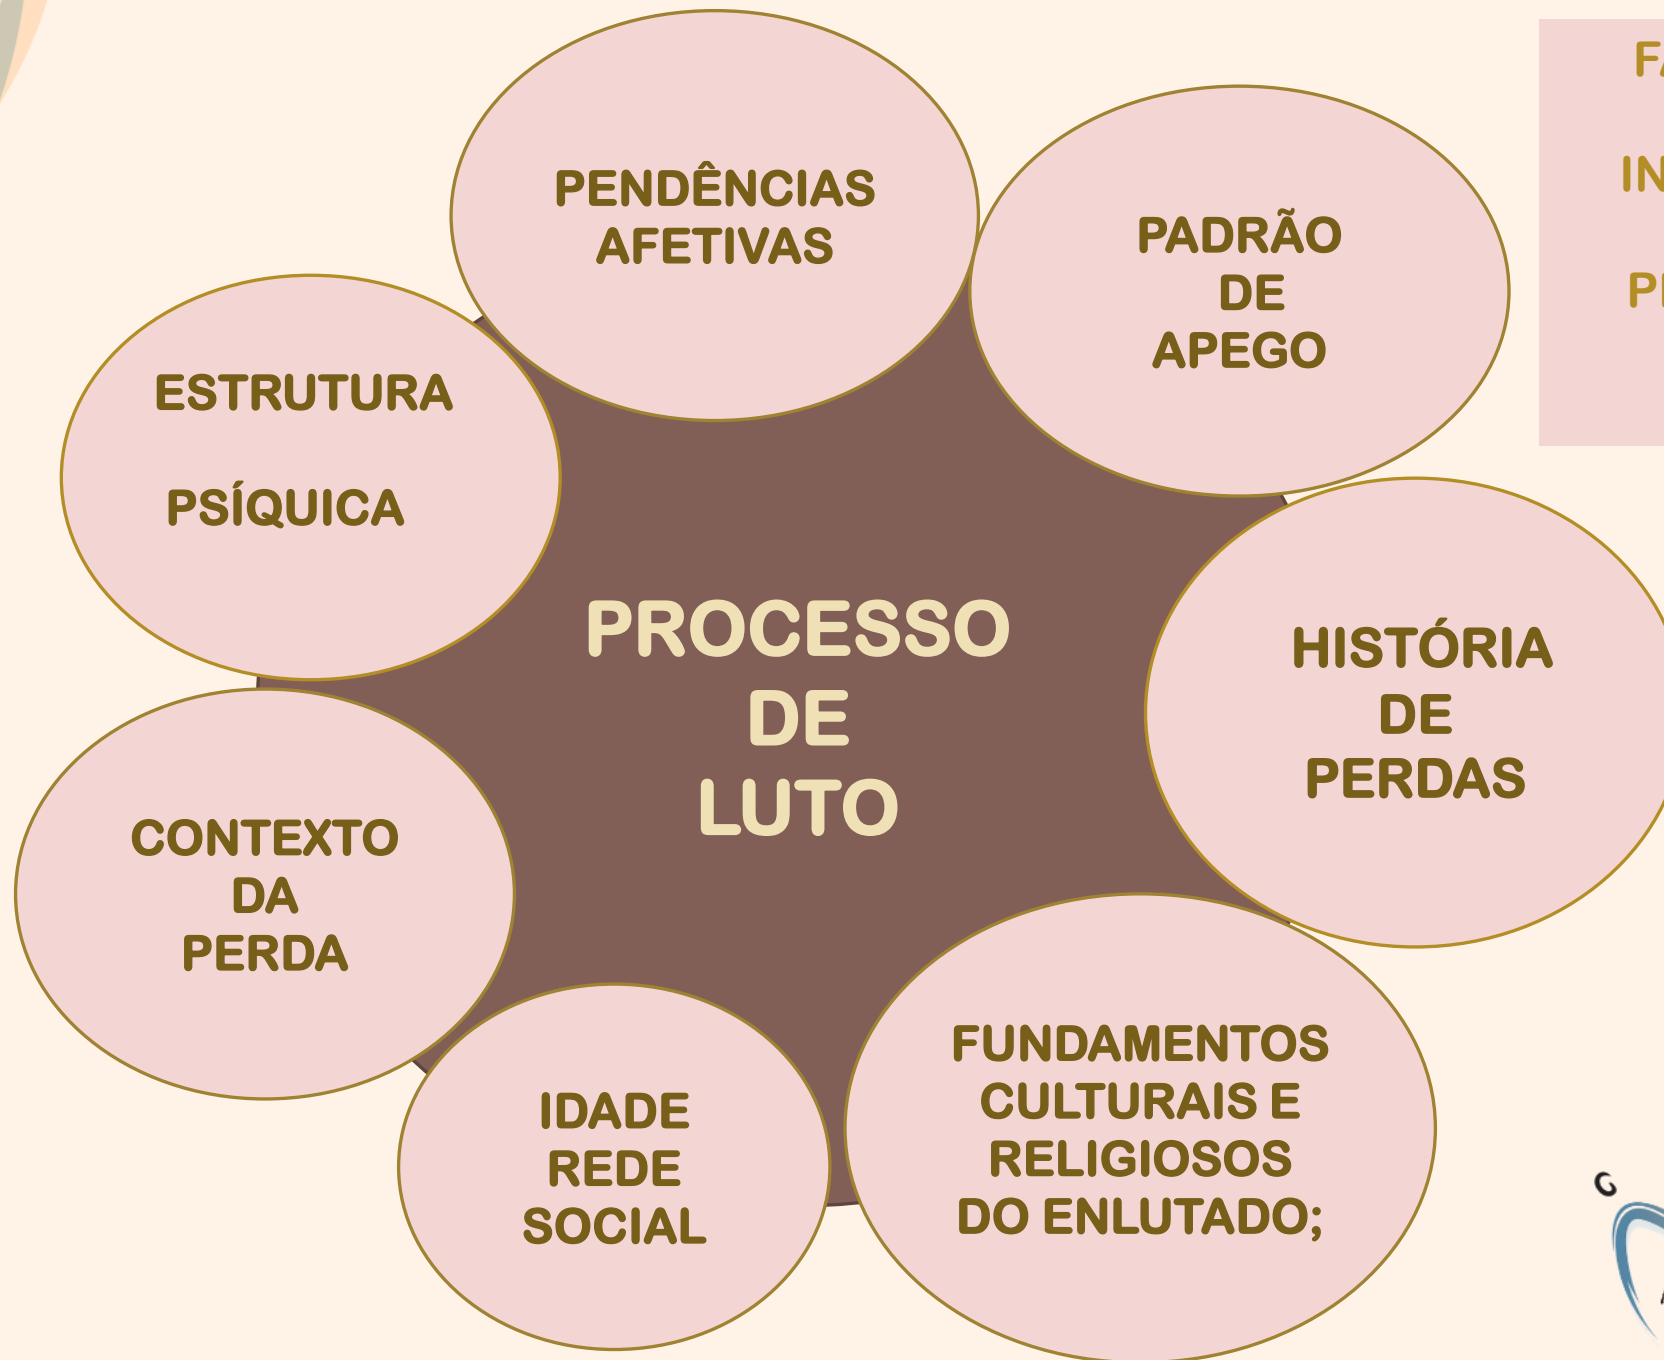 PENDÊNCIAS
AFETIVAS
PADRÃO
DE
APEGO
ESTRUTURA
PSÍQUICA
PROCESSO
DE
LUTO
HISTÓRIA
DE
PERDAS
CONTEXTO
DA
PERDA
IDADE
REDE
SOCIAL
FUNDAMENTOS
CULTURAIS E
RELIGIOSOS
DO ENLUTADO;